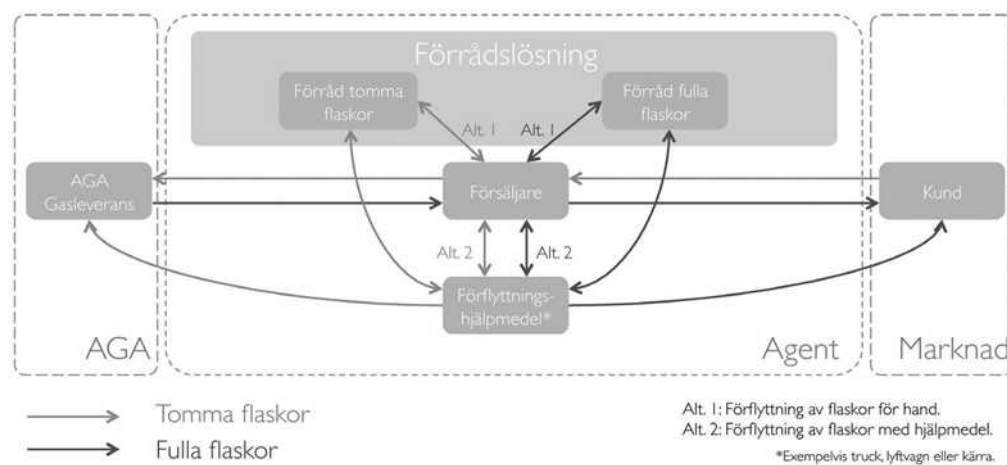 Förrådslösning
Förråd tomma
flaskor
Förråd fulla
flaskor
Alt. 1
Alt. 1
AGA
Gasleverans
Försäljare
Kund
Alt. 2
Alt. 2
Förflyttnings-
hjälpmedel*
AGA
Agent
Marknad
Tomma flaskor
Fulla flaskor
Alt. 1: Förflyttning av flaskor för hand.
Alt. 2: Förflyttning av flaskor med hjälpmedel.
*Exempelvis truck, lyftvagn eller kärra.